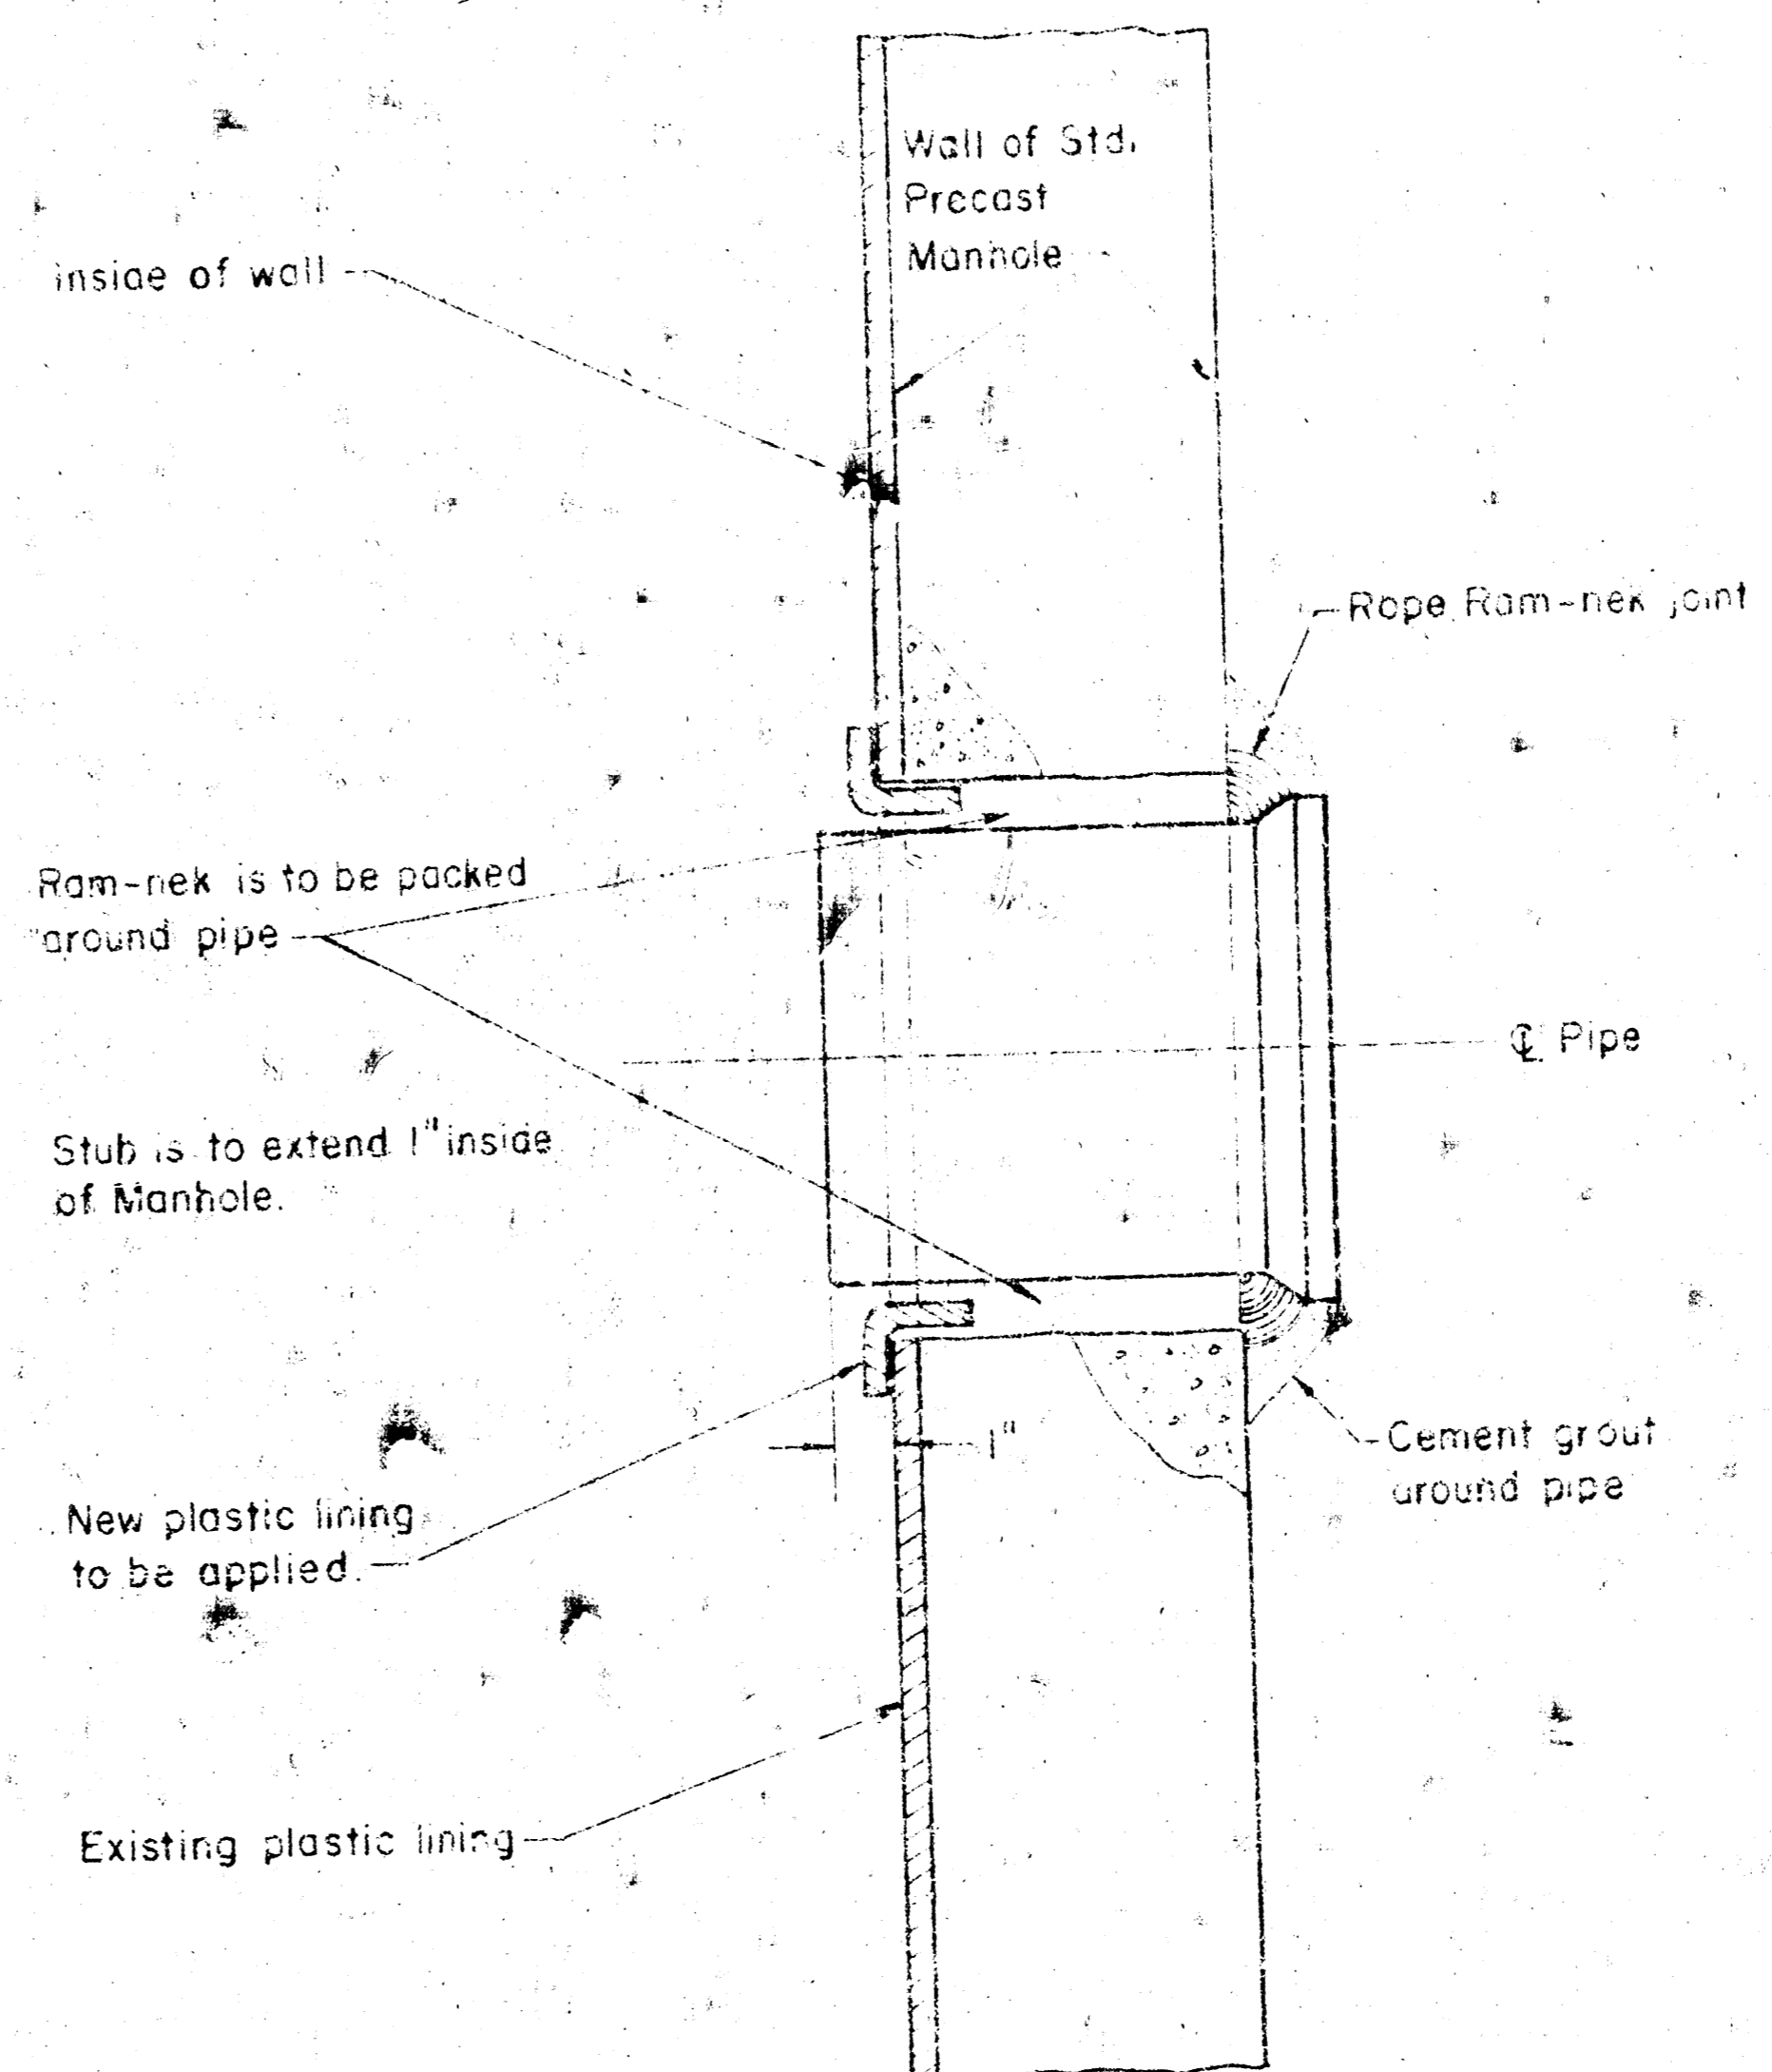 Wall of Std.
Precast
Manhole
Inside of wall
Rope Ram-nek joint
Ram-nek is to be packed
around pipe
℄ Pipe
Stub is to extend 1" inside
of Manhole.
1"
Cement grout
around pipe
New plastic lining
to be applied.
Existing plastic lining